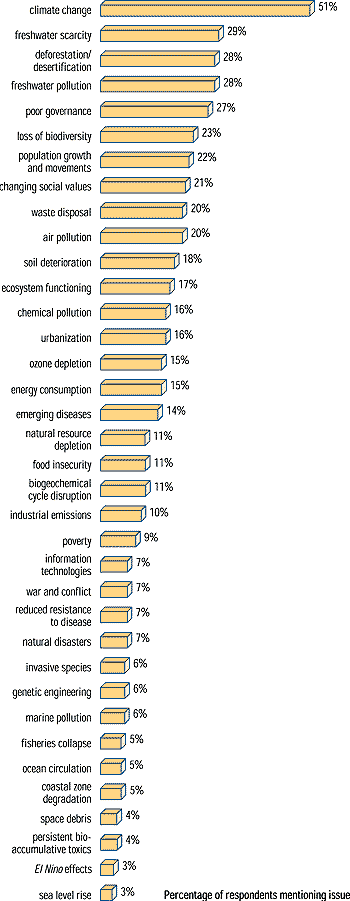 climate change 51%
freshwater scarcity 29%
deforestation/
desertification 28%
freshwater pollution 28%
poor governance 27%
loss of biodiversity 23%
population growth
and movements 22%
changing social values 21%
waste disposal 20%
air pollution 20%
soil deterioration 18%
ecosystem functioning 17%
chemical pollution 16%
urbanization 16%
ozone depletion 15%
energy consumption 15%
emerging diseases 14%
natural resource
depletion 11%
food insecurity 11%
biogeochemical
cycle disruption 11%
industrial emissions 10%
poverty 9%
information
technologies 7%
war and conflict 7%
reduced resistance
to disease 7%
natural disasters 7%
invasive species 6%
genetic engineering 6%
marine pollution 6%
fisheries collapse 5%
ocean circulation 5%
coastal zone
degradation 5%
space debris 4%
persistent bio-
accumulative toxics 4%
El Nino effects 3%
sea level rise 3% Percentage of respondents mentioning issue